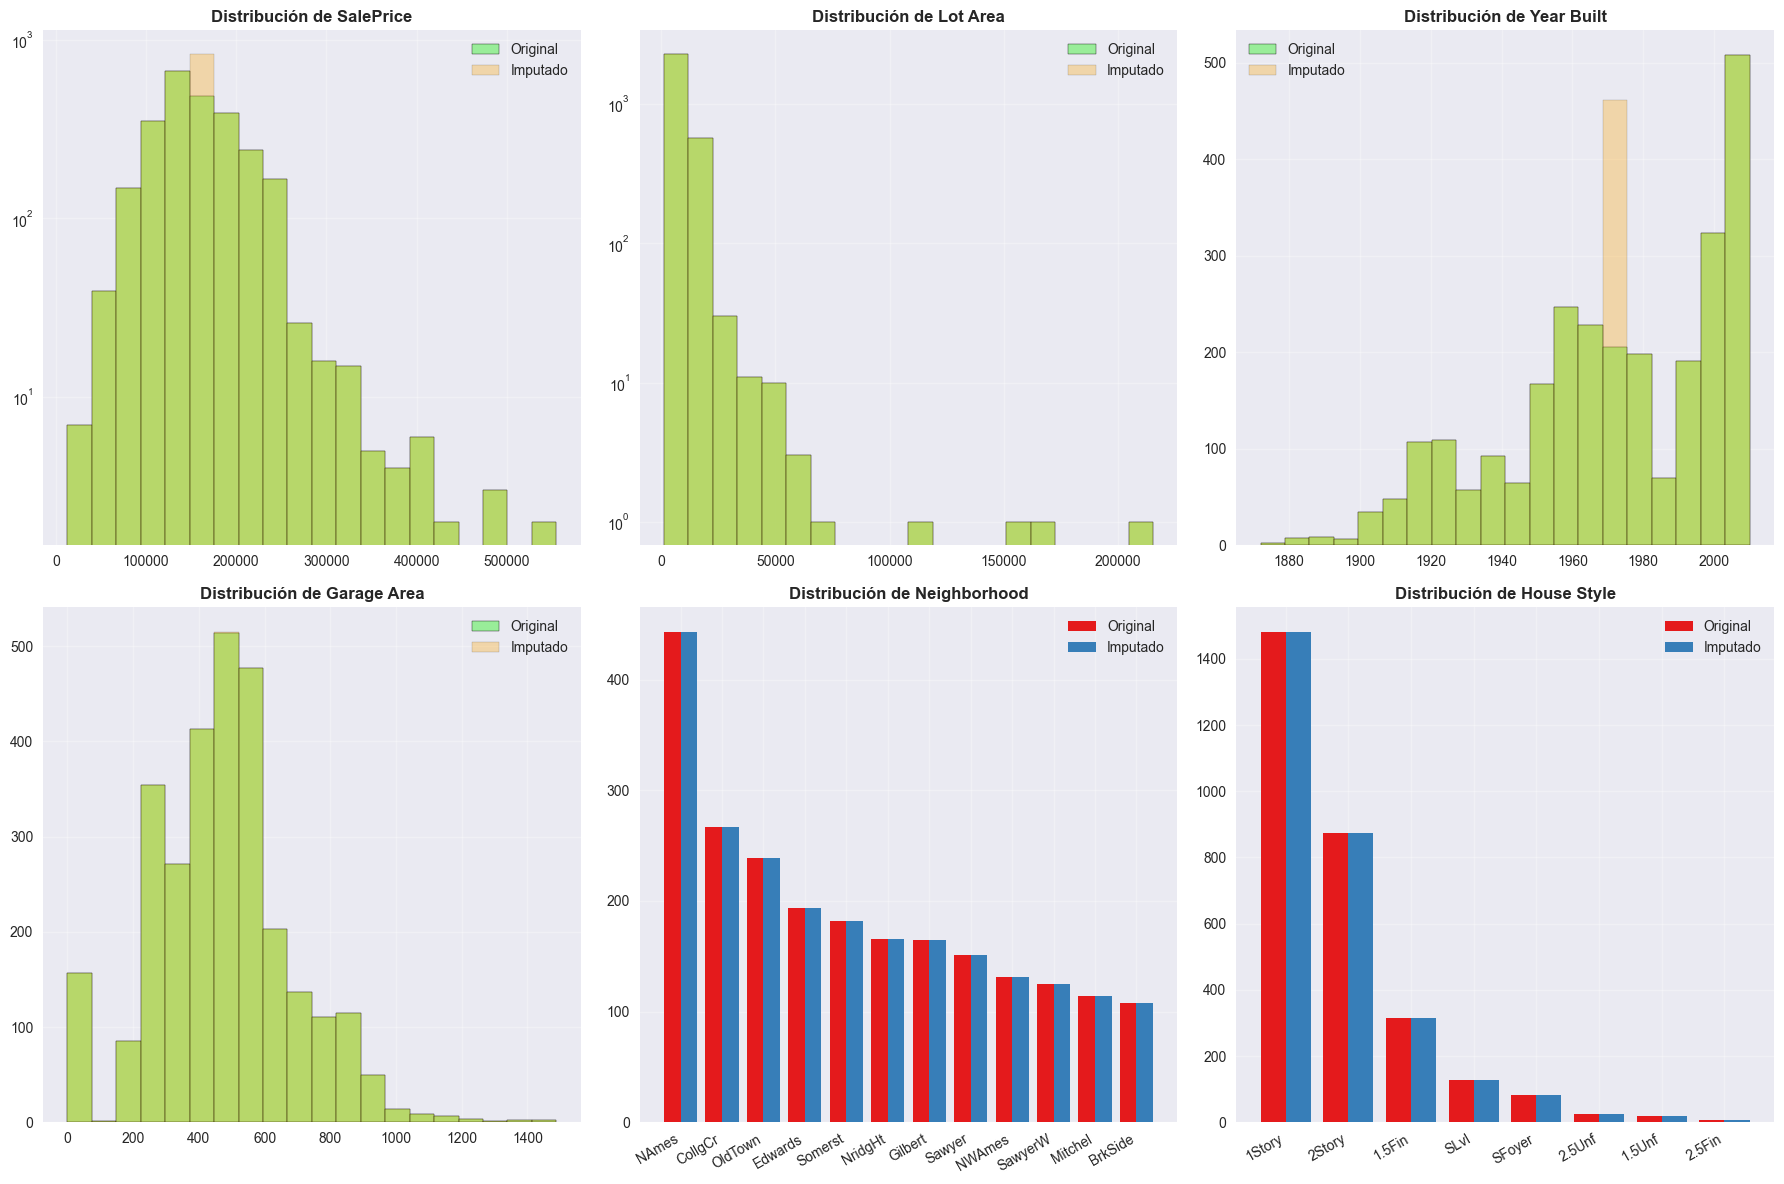 Distribución de SalePrice
10³
10²
10¹
0 100000 200000 300000 400000 500000
Original
Imputado
Distribución de Lot Area
10³
10²
10¹
10⁰
0 50000 100000 150000 200000
Original
Imputado
Distribución de Year Built
500
400
300
200
100
0
1880 1900 1920 1940 1960 1980 2000
Original
Imputado
Distribución de Garage Area
500
400
300
200
100
0
0 200 400 600 800 1000 1200 1400
Original
Imputado
Distribución de Neighborhood
400
300
200
100
0
NAmes CollgCr OldTown Edwards Somerst NridgHt Gilbert Sawyer NWAmes SawyerW Mitchel BrkSide
Original
Imputado
Distribución de House Style
1400
1200
1000
800
600
400
200
0
1Story 2Story 1.5Fin SLvl SFoyer 2.5Unf 1.5Unf 2.5Fin
Original
Imputado